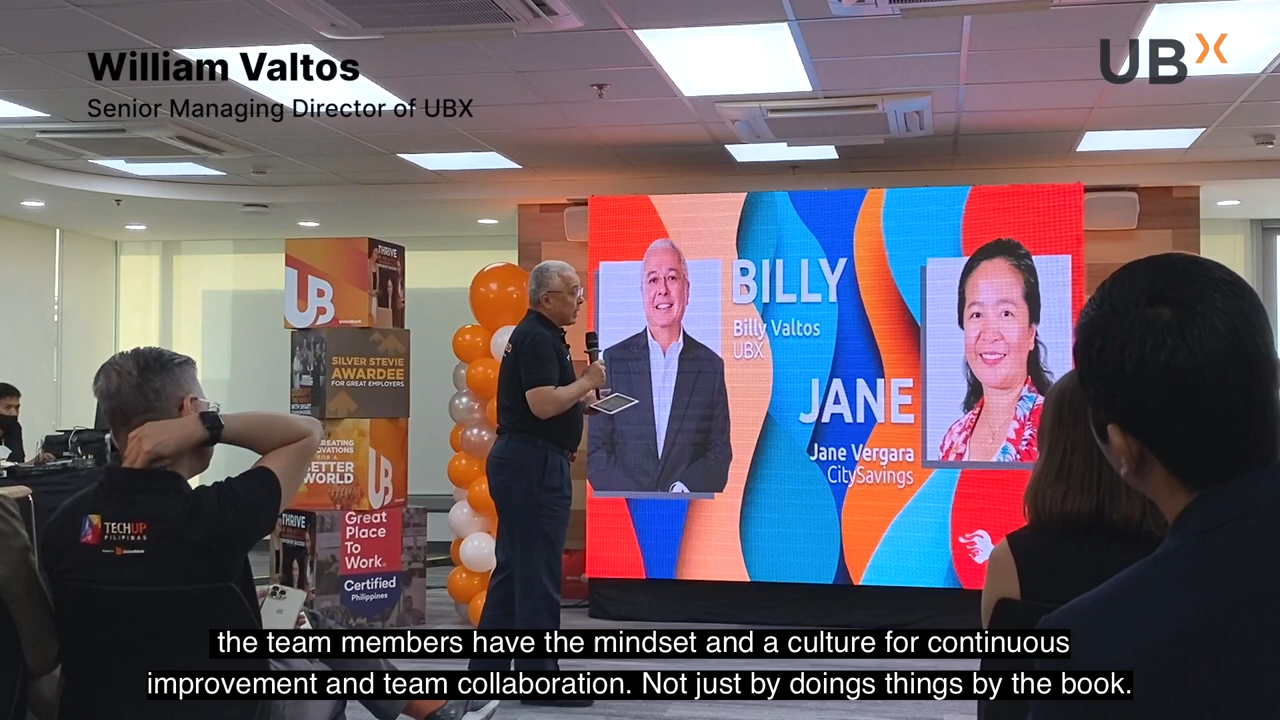 William Valtos
Senior Managing Director of UBX
UBX
THRIVE
UB
UnionBank
SILVER STEVIE
AWARDEE
FOR GREAT EMPLOYERS
BETTER
WORLD
UB
THRIVE
Great
Place
To
Work.
Certified
Philippines
TECHUP
PILIPINAS
BILLY
Billy Valtos
UBX
JANE
Jane Vergara
CitySavings
the team members have the mindset and a culture for continuous
improvement and team collaboration. Not just by doings things by the book.